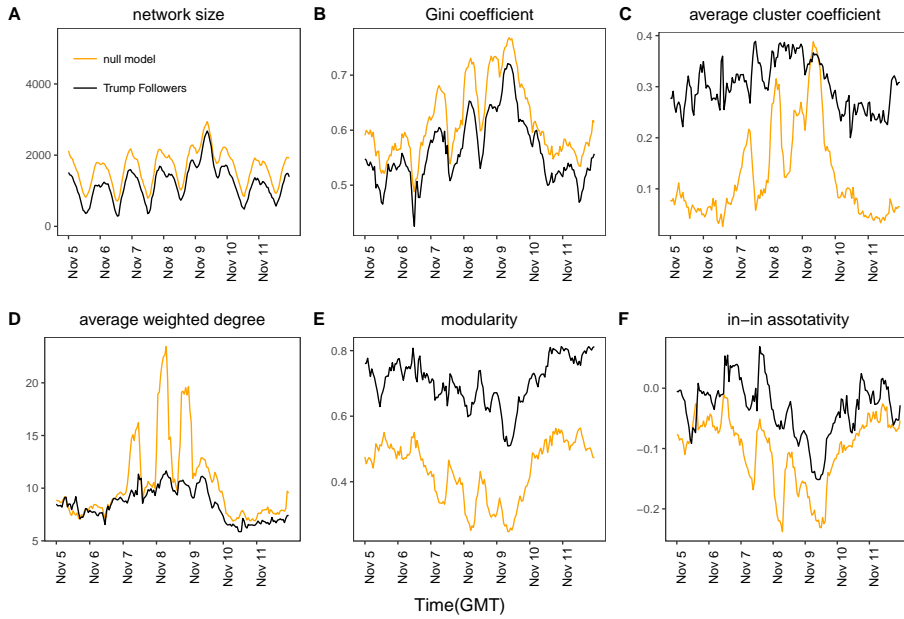 A network size
null model
Trump Followers
4000
2000
0
Nov 5
Nov 6
Nov 7
Nov 8
Nov 9
Nov 10
Nov 11
B Gini coefficient
0.7
0.6
0.5
Nov 5
Nov 6
Nov 7
Nov 8
Nov 9
Nov 10
Nov 11
C average cluster coefficient
0.4
0.3
0.2
0.1
Nov 5
Nov 6
Nov 7
Nov 8
Nov 9
Nov 10
Nov 11
D average weighted degree
20
15
10
5
Nov 5
Nov 6
Nov 7
Nov 8
Nov 9
Nov 10
Nov 11
E modularity
0.8
0.6
0.4
Nov 5
Nov 6
Nov 7
Nov 8
Nov 9
Nov 10
Nov 11
F in−in assotativity
0.0
−0.1
−0.2
Nov 5
Nov 6
Nov 7
Nov 8
Nov 9
Nov 10
Nov 11
Time(GMT)